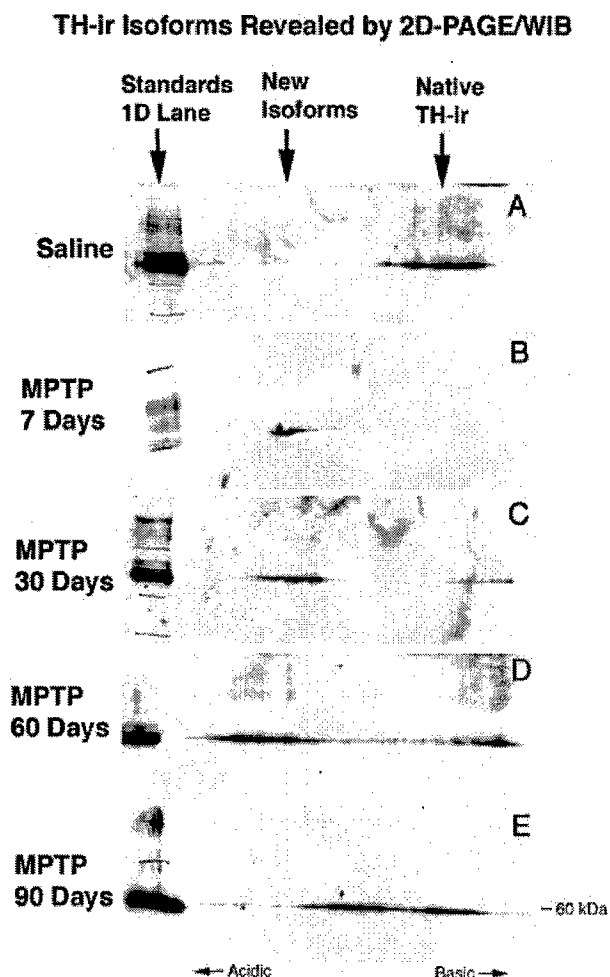 TH-ir Isoforms Revealed by 2D-PAGE/WIB
Standards
1D Lane
New
Isoforms
Native
TH-ir
Saline
A
MPTP
7 Days
B
MPTP
30 Days
C
MPTP
60 Days
D
MPTP
90 Days
E
– 60 kDa
← Acidic
Basic →